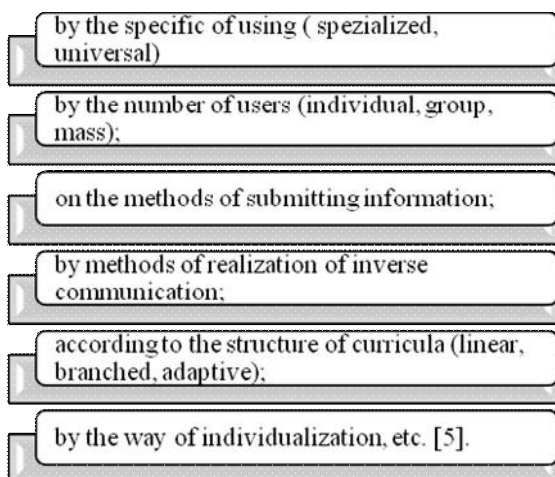 by the specific of using ( spezialized,
universal)
by the number of users (individual, group,
mass);
on the methods of submitting information;
by methods of realization of inverse
communication;
according to the structure of curricula (linear,
branched, adaptive);
by the way of individualization, etc. [5].